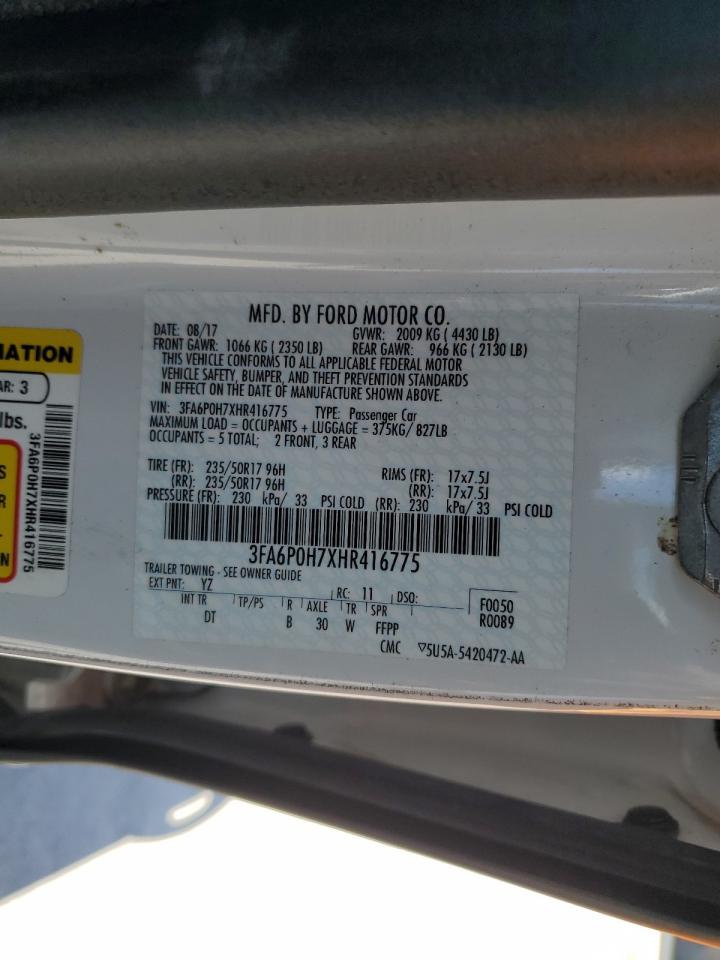 MFD. BY FORD MOTOR CO.
DATE: 08/17 GVWR: 2009 KG ( 4430 LB)
FRONT GAWR: 1066 KG ( 2350 LB) REAR GAWR: 966 KG ( 2130 LB)
THIS VEHICLE CONFORMS TO ALL APPLICABLE FEDERAL MOTOR
VEHICLE SAFETY, BUMPER, AND THEFT PREVENTION STANDARDS
IN EFFECT ON THE DATE OF MANUFACTURE SHOWN ABOVE.
VIN: 3FA6P0H7XHR416775 TYPE: Passenger Car
MAXIMUM LOAD = OCCUPANTS + LUGGAGE = 375KG/ 827LB
OCCUPANTS = 5 TOTAL; 2 FRONT, 3 REAR
TIRE (FR): 235/50R17 96H RIMS (FR): 17x7.5J
(RR): 235/50R17 96H (RR): 17x7.5J
PRESSURE (FR): 230 kPa/ 33 PSI COLD (RR): 230 kPa/ 33 PSI COLD
3FA6P0H7XHR416775
TRAILER TOWING - SEE OWNER GUIDE
EXT PNT: YZ RC: 11 DSO: F0050
INT TR TP/PS R AXLE TR SPR R0089
DT B 30 W FFPP
CMC ▽5U5A-5420472-AA
MATION
AR: 3
lbs.
S
R
N
3FA6P0H7XHR416775